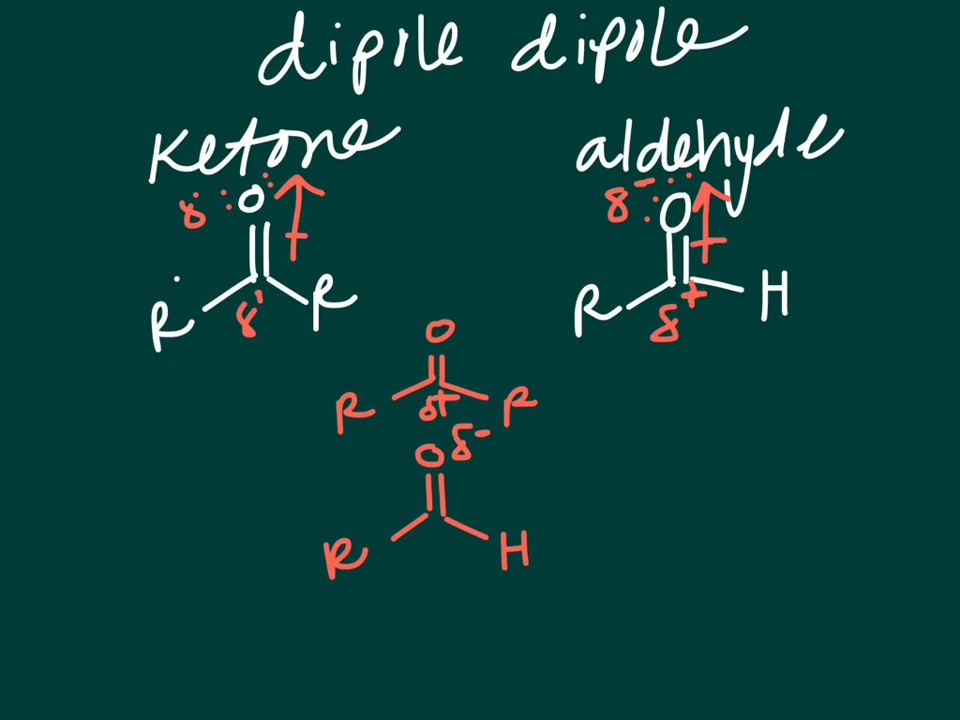 dipole dipole
Ketone aldehyde
δ O δ- O
R R R H
δ' δ+
O
R R
δ+
O δ-
R H